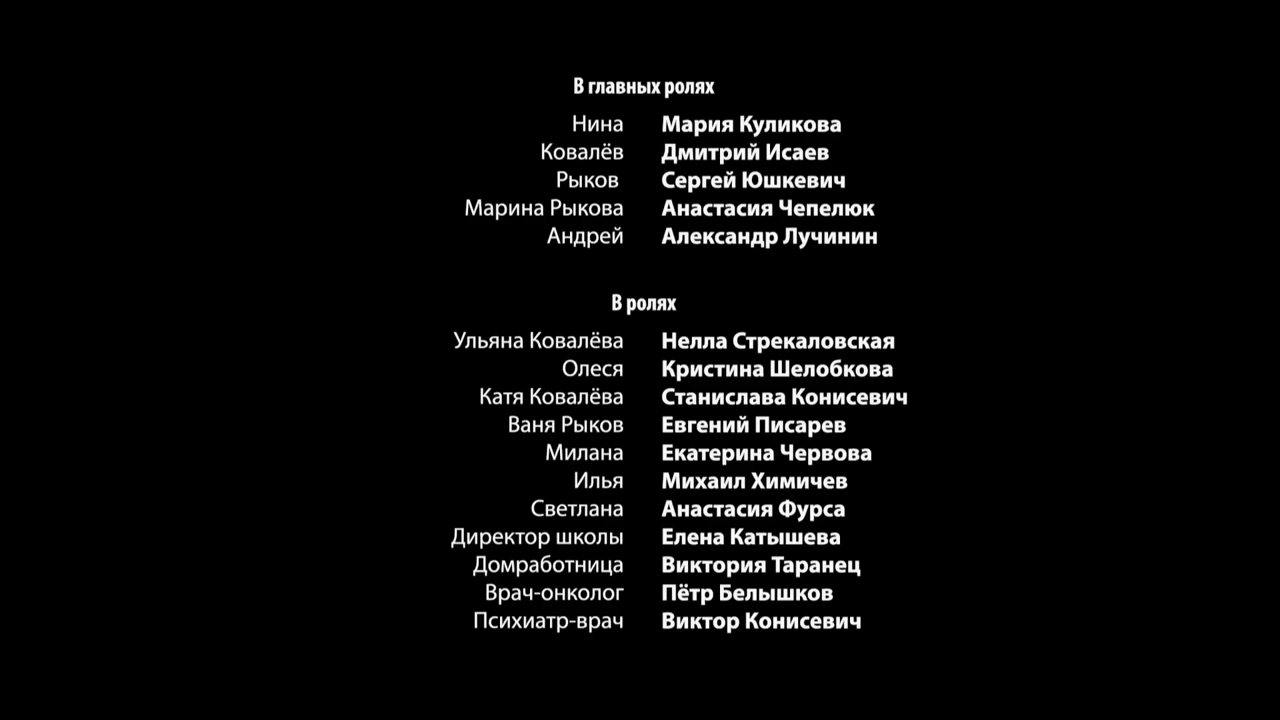 В главных ролях
Нина Мария Куликова
Ковалёв Дмитрий Исаев
Рыков Сергей Юшкевич
Марина Рыкова Анастасия Чепелюк
Андрей Александр Лучинин
В ролях
Ульяна Ковалёва Нелла Стрекаловская
Олеся Кристина Шелобкова
Катя Ковалёва Станислава Конисевич
Ваня Рыков Евгений Писарев
Милана Екатерина Червова
Илья Михаил Химичев
Светлана Анастасия Фурса
Директор школы Елена Катышева
Домработница Виктория Таранец
Врач-онколог Пётр Белышков
Психиатр-врач Виктор Конисевич